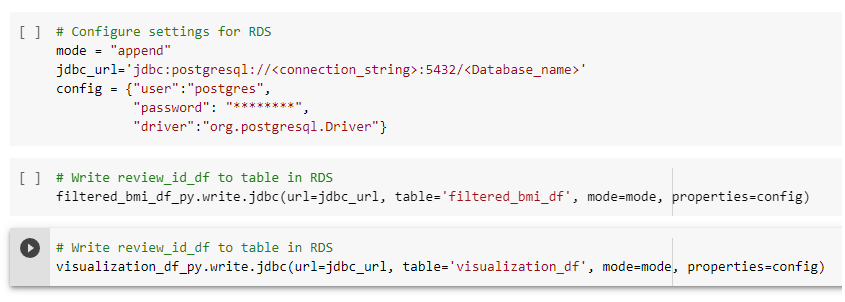 [ ] # Configure settings for RDS
mode = "append"
jdbc_url='jdbc:postgresql://<connection_string>:5432/<Database_name>'
config = {"user":"postgres",
"password": "********",
"driver":"org.postgresql.Driver"}
[ ] # Write review_id_df to table in RDS
filtered_bmi_df_py.write.jdbc(url=jdbc_url, table='filtered_bmi_df', mode=mode, properties=config)
# Write review_id_df to table in RDS
visualization_df_py.write.jdbc(url=jdbc_url, table='visualization_df', mode=mode, properties=config)